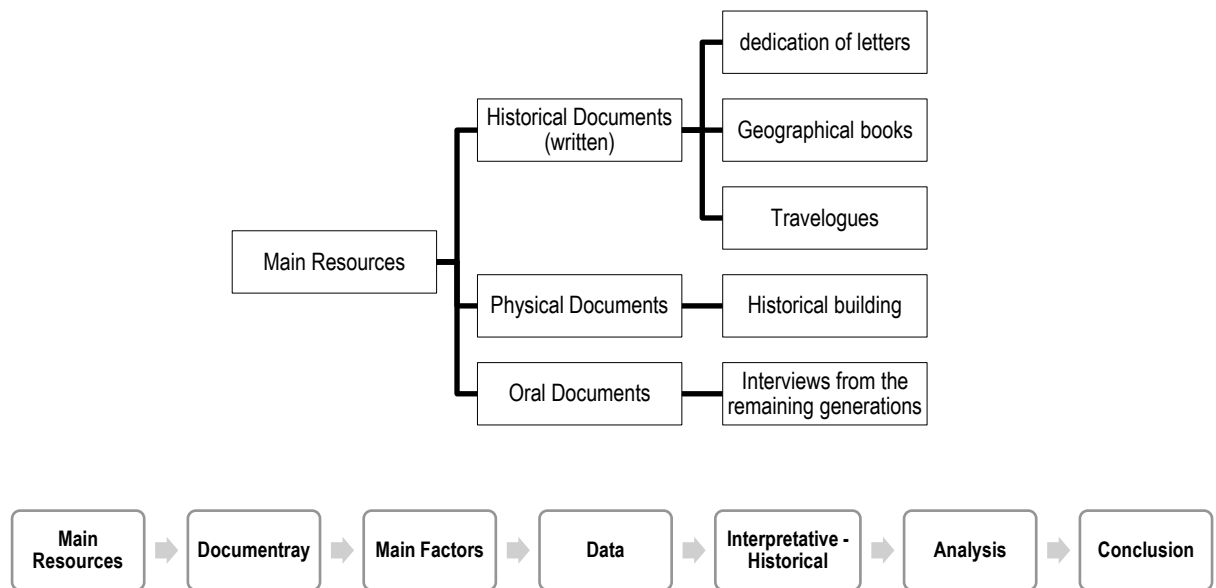 dedication of letters
Historical Documents
(written)
Geographical books
Travelogues
Main Resources
Physical Documents
Historical building
Oral Documents
Interviews from the
remaining generations
Main
Resources
Documentray
Main Factors
Data
Interpretative -
Historical
Analysis
Conclusion